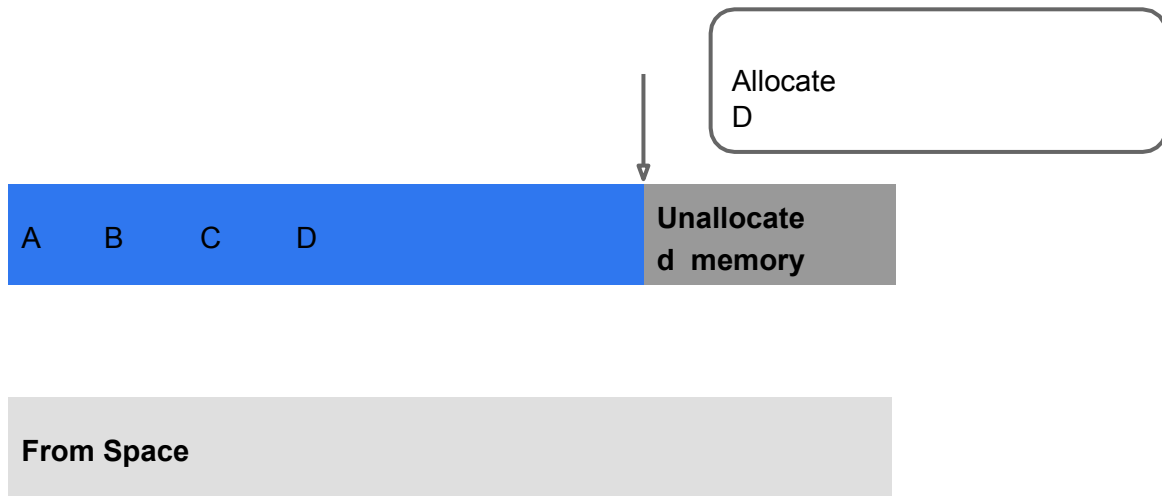 Allocate
D
A B C D
Unallocate
d memory
From Space